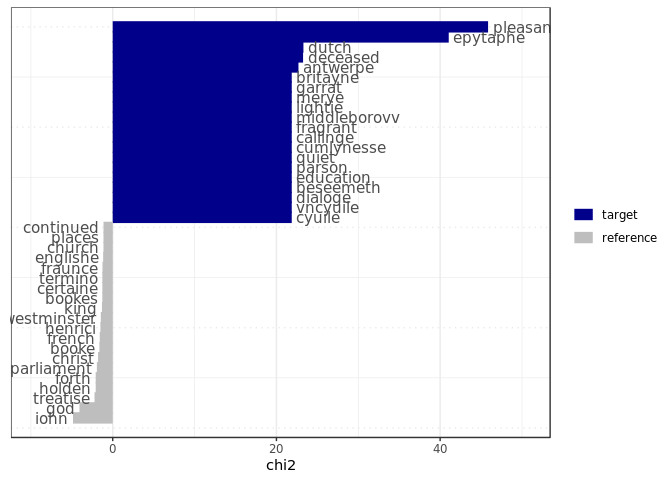 pleasan
epytaphe
dutch
deceased
antwerpe
britayne
garrat
merye
lightie
middleborovv
fragrant
callinge
cumlynesse
quiet
parson
education
beseemeth
dialoge
vncyuile
cyuile
continued
places
church
englishe
fraunce
termino
certaine
bookes
king
westminster
henrici
french
booke
christ
parliament
forth
holden
treatise
god
iohn
0 20 40
chi2
target
reference